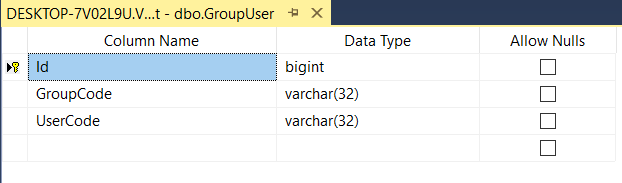 DESKTOP-7V02L9U.V...t - dbo.GroupUser
Column Name Data Type Allow Nulls
Id bigint
GroupCode varchar(32)
UserCode varchar(32)